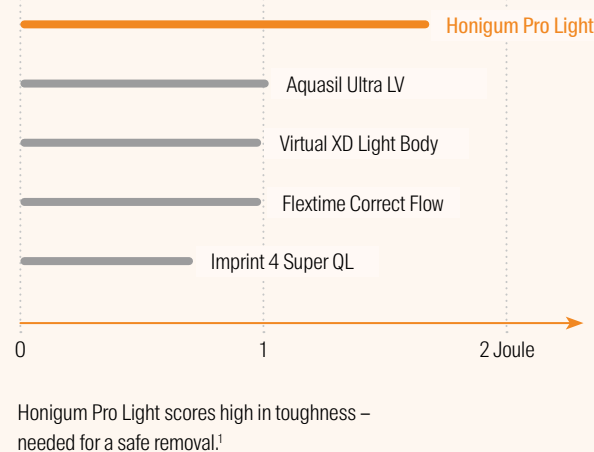 Honigum Pro Light
Aquasil Ultra LV
Virtual XD Light Body
Flextime Correct Flow
Imprint 4 Super QL
0 1 2 Joule
Honigum Pro Light scores high in toughness –
needed for a safe removal.¹